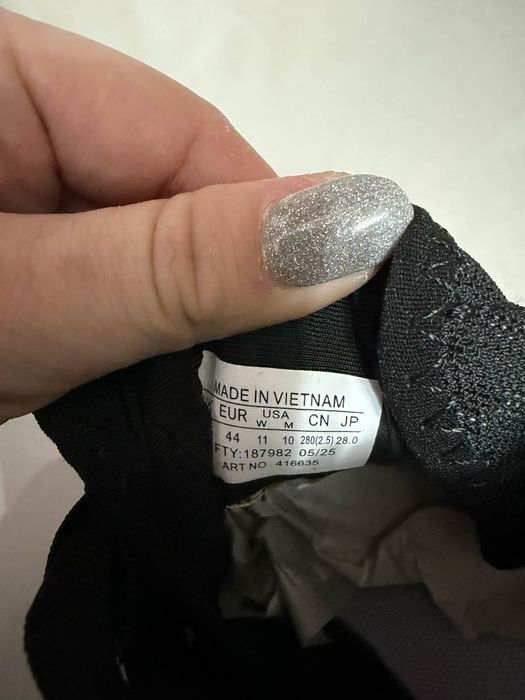 MADE IN VIETNAM
EUR USA W M CN JP
44 11 10 280(2.5) 28.0
FTY:187982 05/25
ART NO 416635